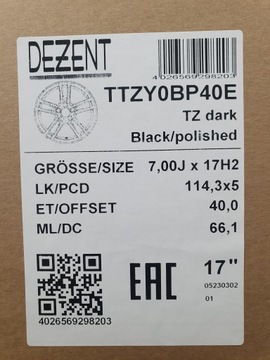 DEZENT
4026569298203
TTZY0BP40E
TZ dark
Black/polished
GRÖSSE/SIZE 7,00J x 17H2
LK/PCD 114,3x5
ET/OFFSET 40,0
ML/DC 66,1
EAC 17"
05230302
01
4026569298203